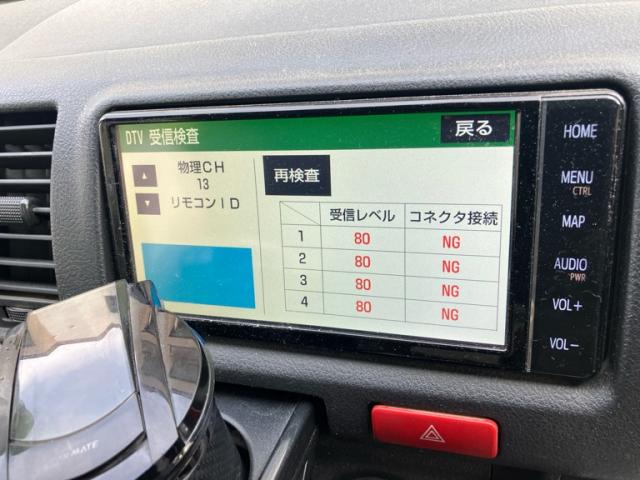 DTV 受信検査
戻る
物理CH
13
リモコンID
再検査
受信レベル コネクタ接続
1 80 NG
2 80 NG
3 80 NG
4 80 NG
HOME
MENU
CTRL
MAP
AUDIO
PWR
VOL+
VOL−
MATE